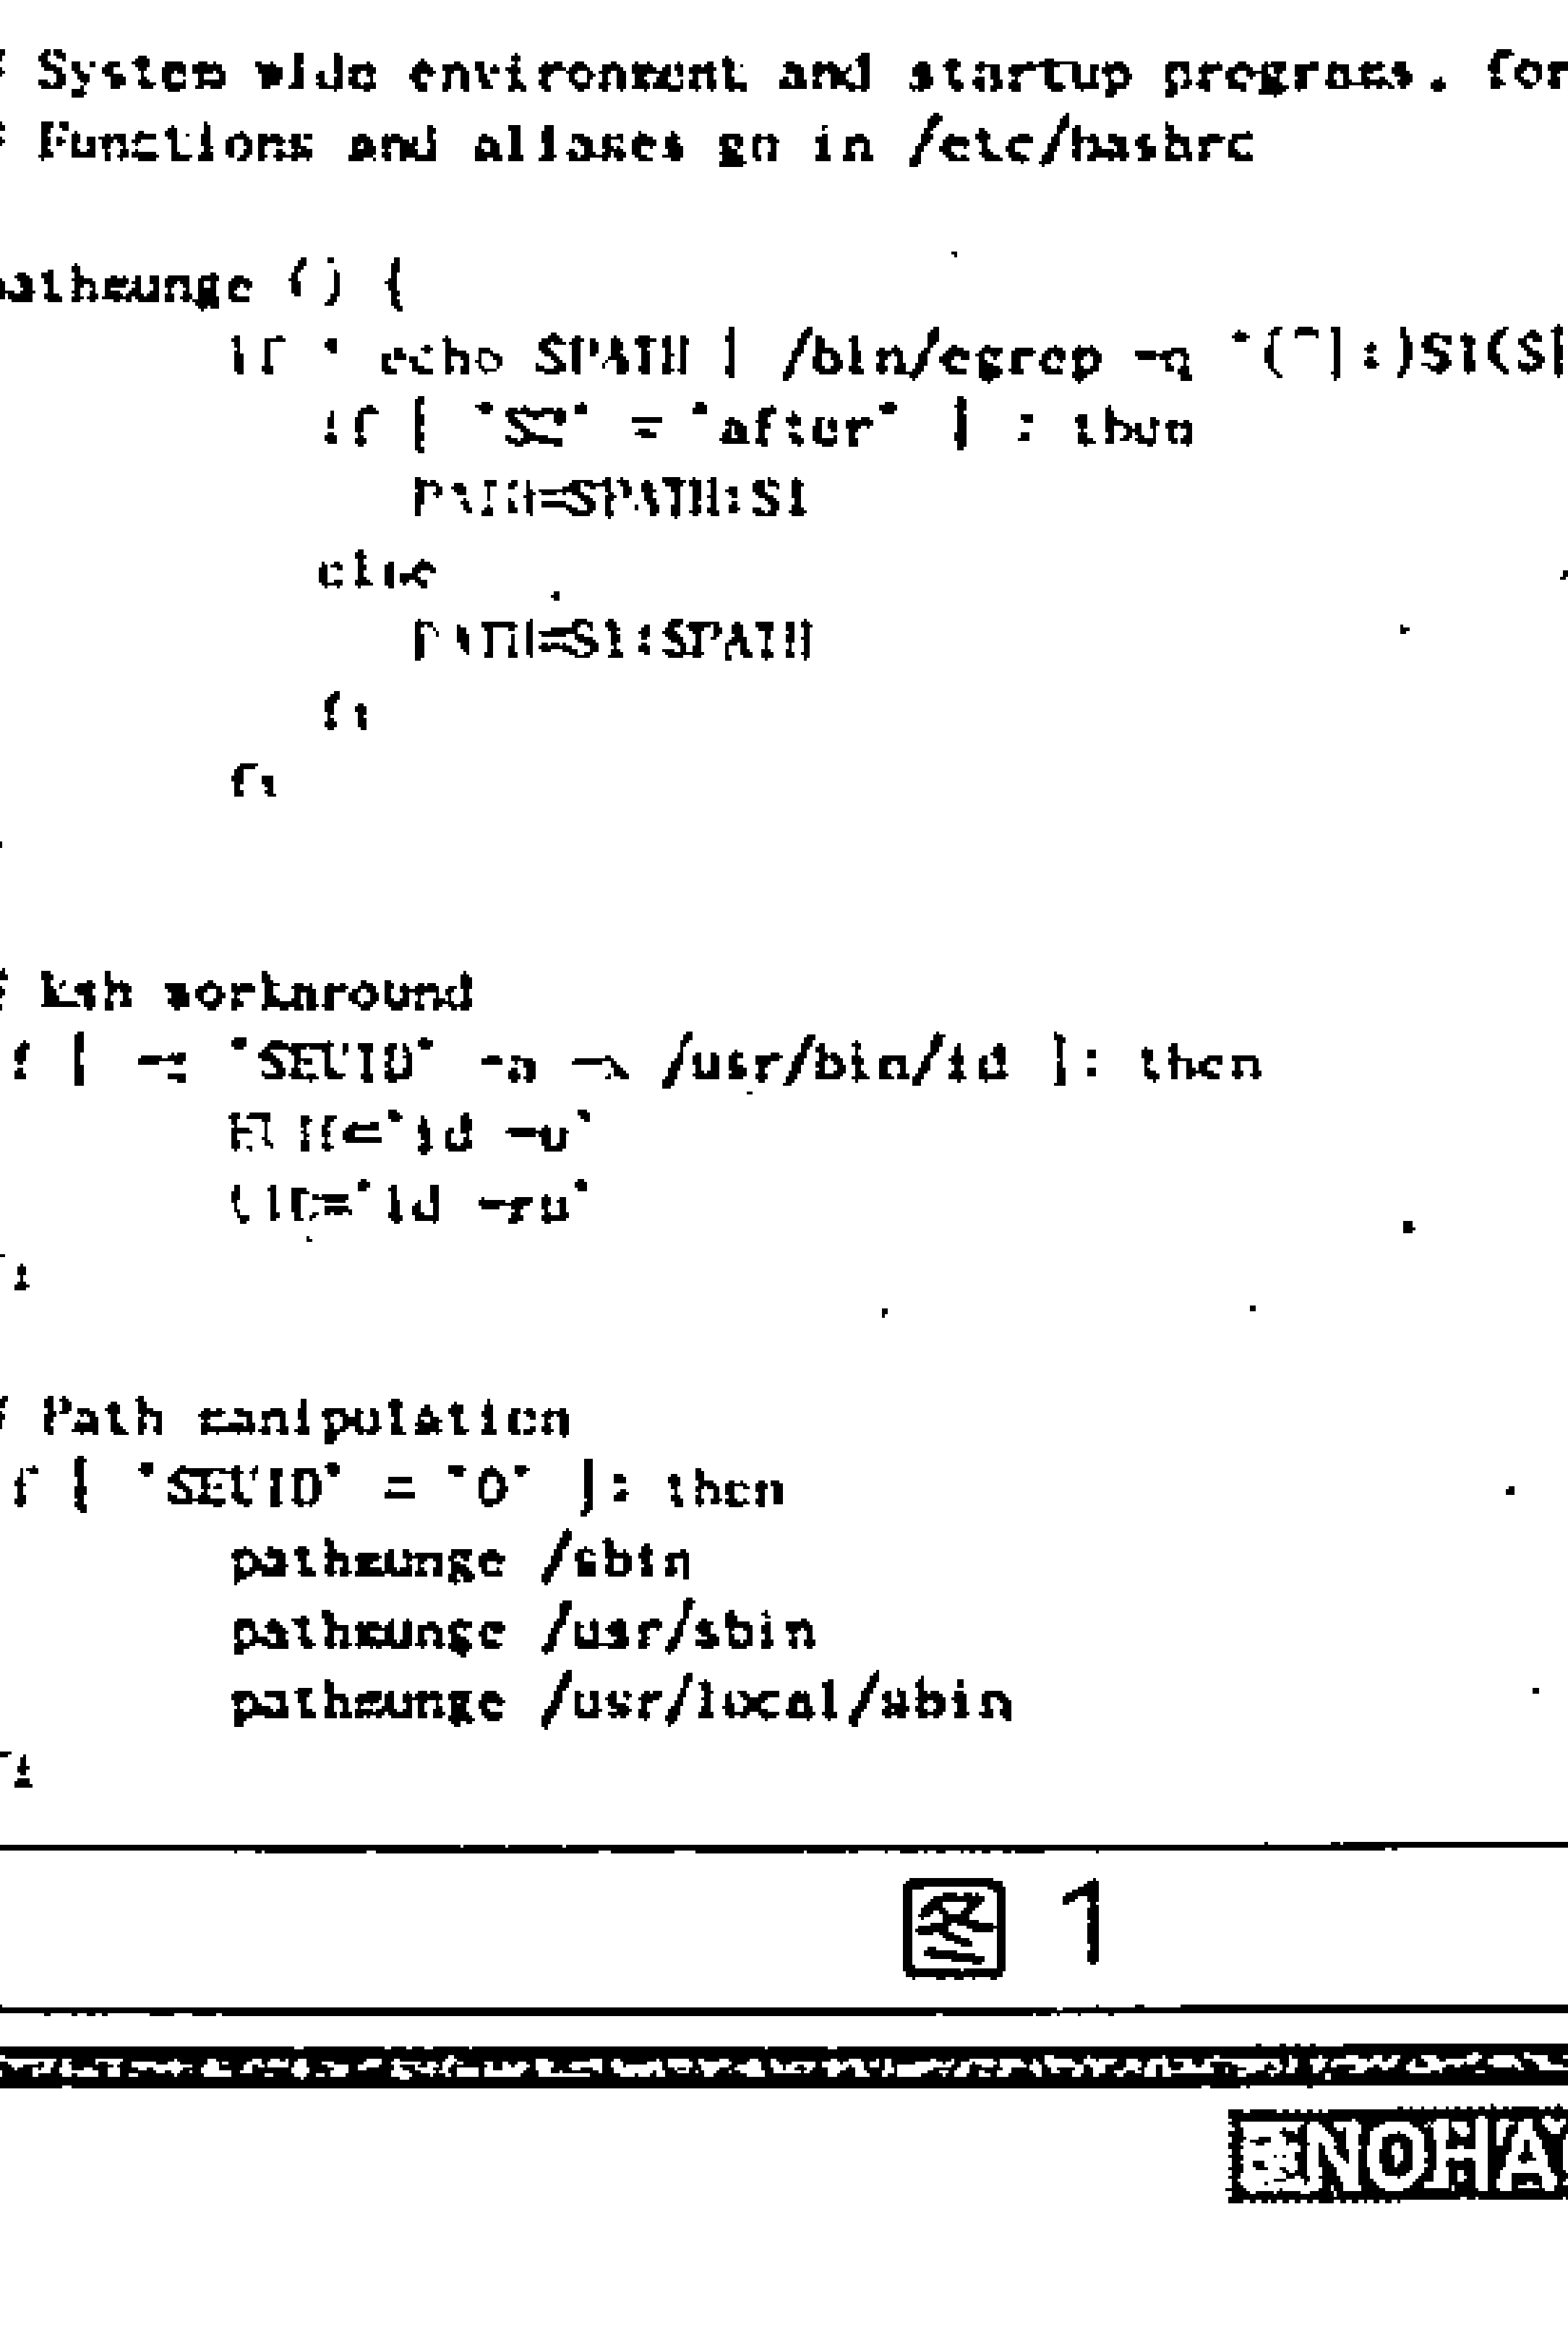 # System wide environment and startup programs, for
# Functions and aliases go in /etc/bashrc
pathmunge () {
if ! echo $PATH | /bin/egrep -q "(^|:)$1($|
if [ "$2" = "after" ] ; then
PATH=$PATH:$1
else
PATH=$1:$PATH
fi
fi
# ksh workaround
if [ -z "$EUID" -a -x /usr/bin/id ]; then
EUID=`id -u`
UID=`id -ru`
fi
# Path manipulation
if [ "$EUID" = "0" ]; then
pathmunge /sbin
pathmunge /usr/sbin
pathmunge /usr/local/sbin
fi
图 1